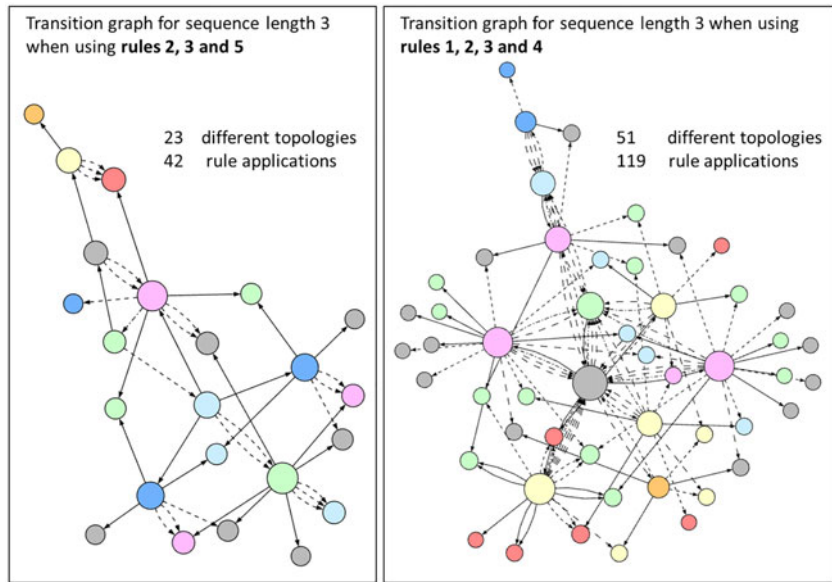 Transition graph for sequence length 3
when using rules 2, 3 and 5
23 different topologies
42 rule applications
Transition graph for sequence length 3 when using
rules 1, 2, 3 and 4
51 different topologies
119 rule applications